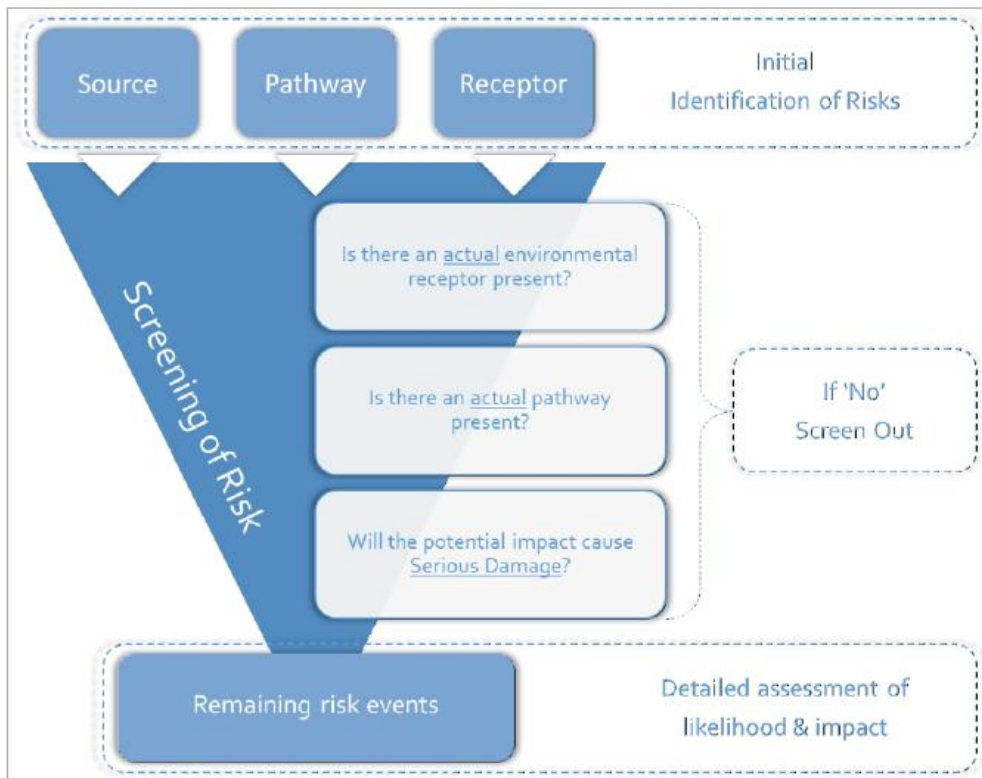 Source
Pathway
Receptor
Initial
Identification of Risks
Screening of Risk
Is there an actual environmental
receptor present?
Is there an actual pathway
present?
Will the potential impact cause
Serious Damage?
If ‘No’
Screen Out
Remaining risk events
Detailed assessment of
likelihood & impact